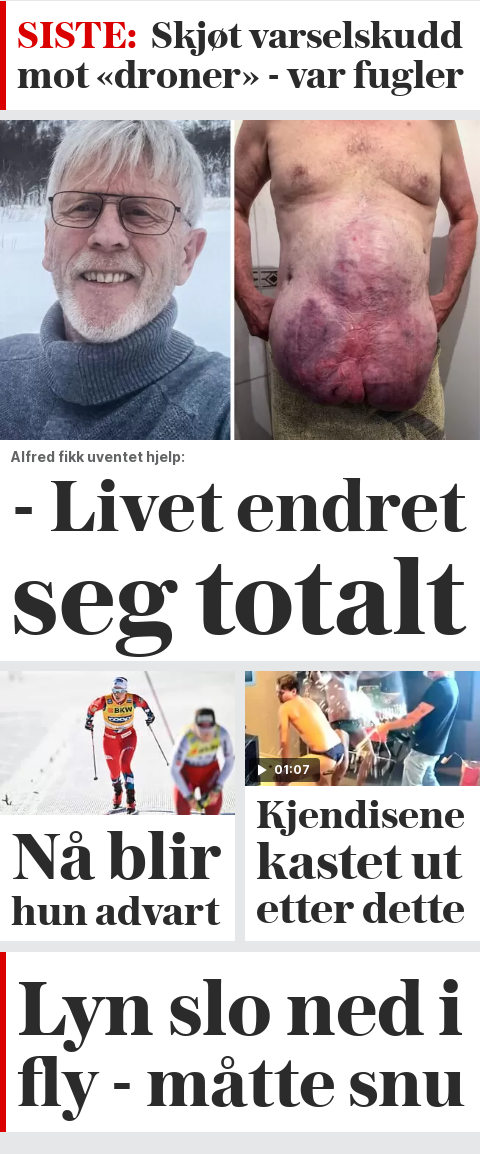 SISTE: Skjøt varselskudd
mot «droner» - var fugler
Alfred fikk uventet hjelp:
- Livet endret
seg totalt
BKW
COOP
01:07
Nå blir
hun advart
Kjendisene
kastet ut
etter dette
Lyn slo ned i
fly - måtte snu